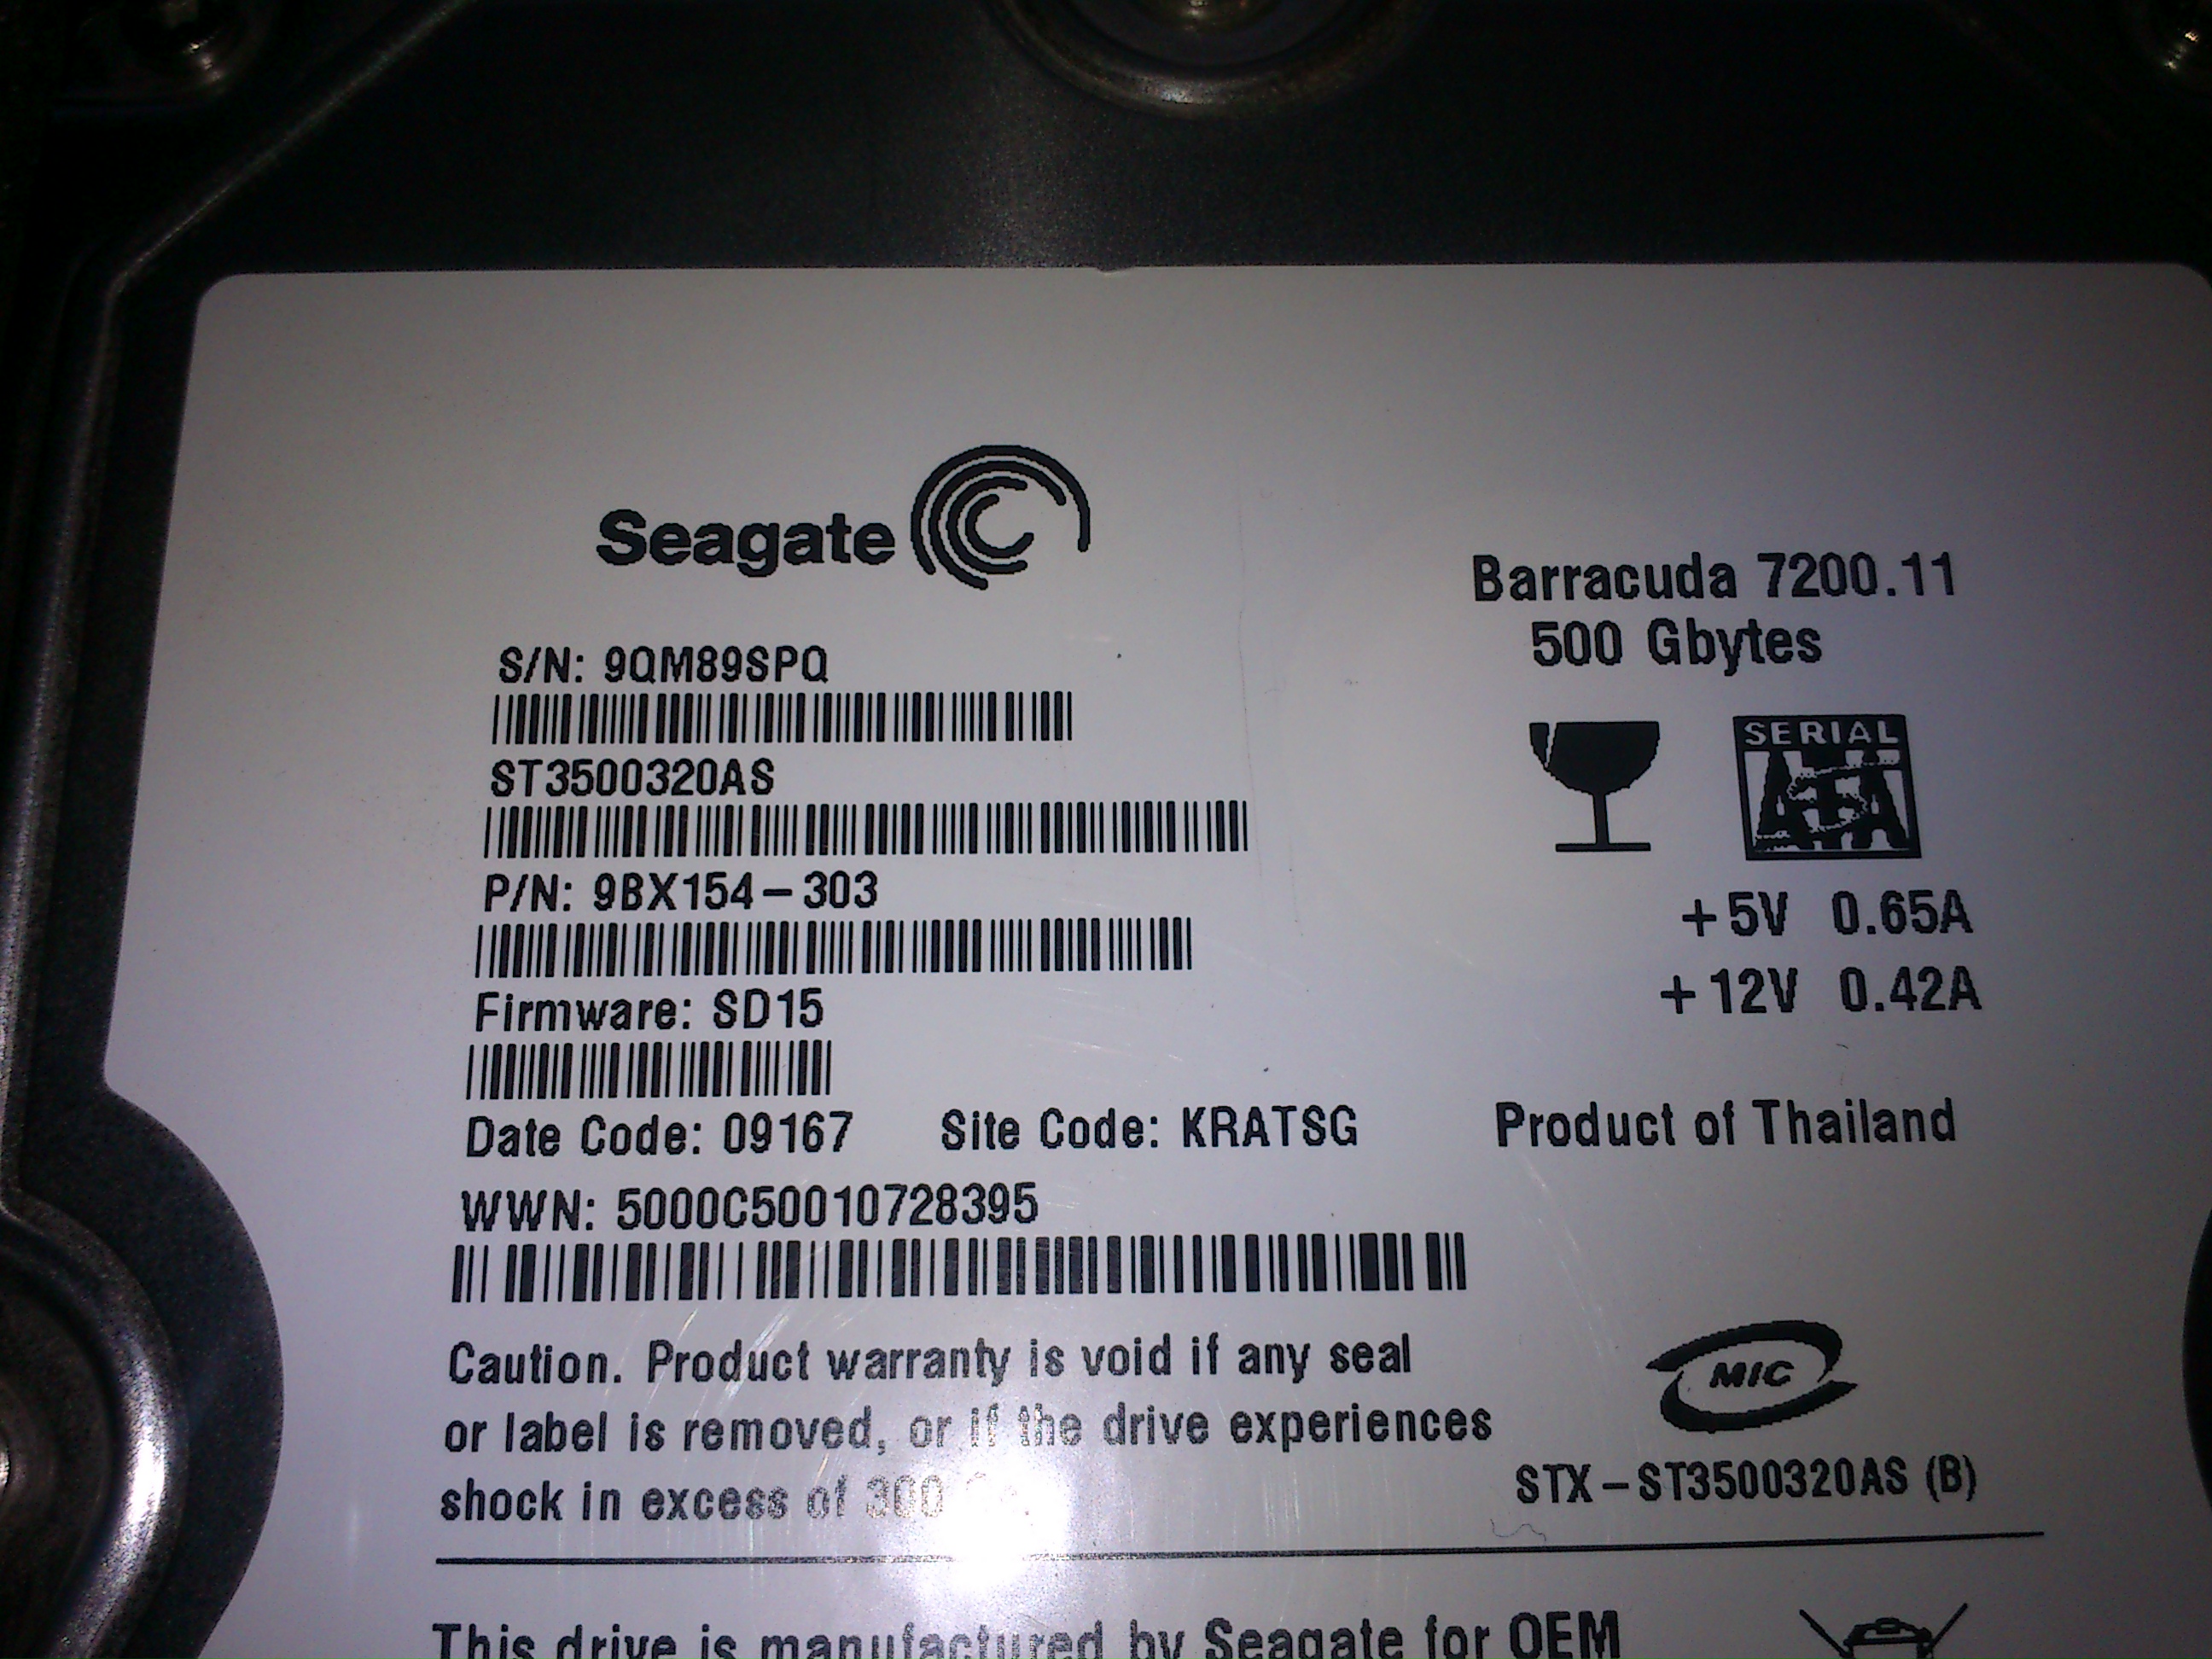 Seagate
Barracuda 7200.11
500 Gbytes
S/N: 9QM89SPQ
ST3500320AS
SERIAL
ATA
P/N: 9BX154-303
+5V 0.65A
+12V 0.42A
Firmware: SD15
Date Code: 09167 Site Code: KRATSG
Product of Thailand
WWN: 5000C50010728395
Caution. Product warranty is void if any seal
or label is removed, or if the drive experiences
shock in excess of 300
MIC
STX-ST3500320AS (B)
This drive is manufactured by Seagate for OEM